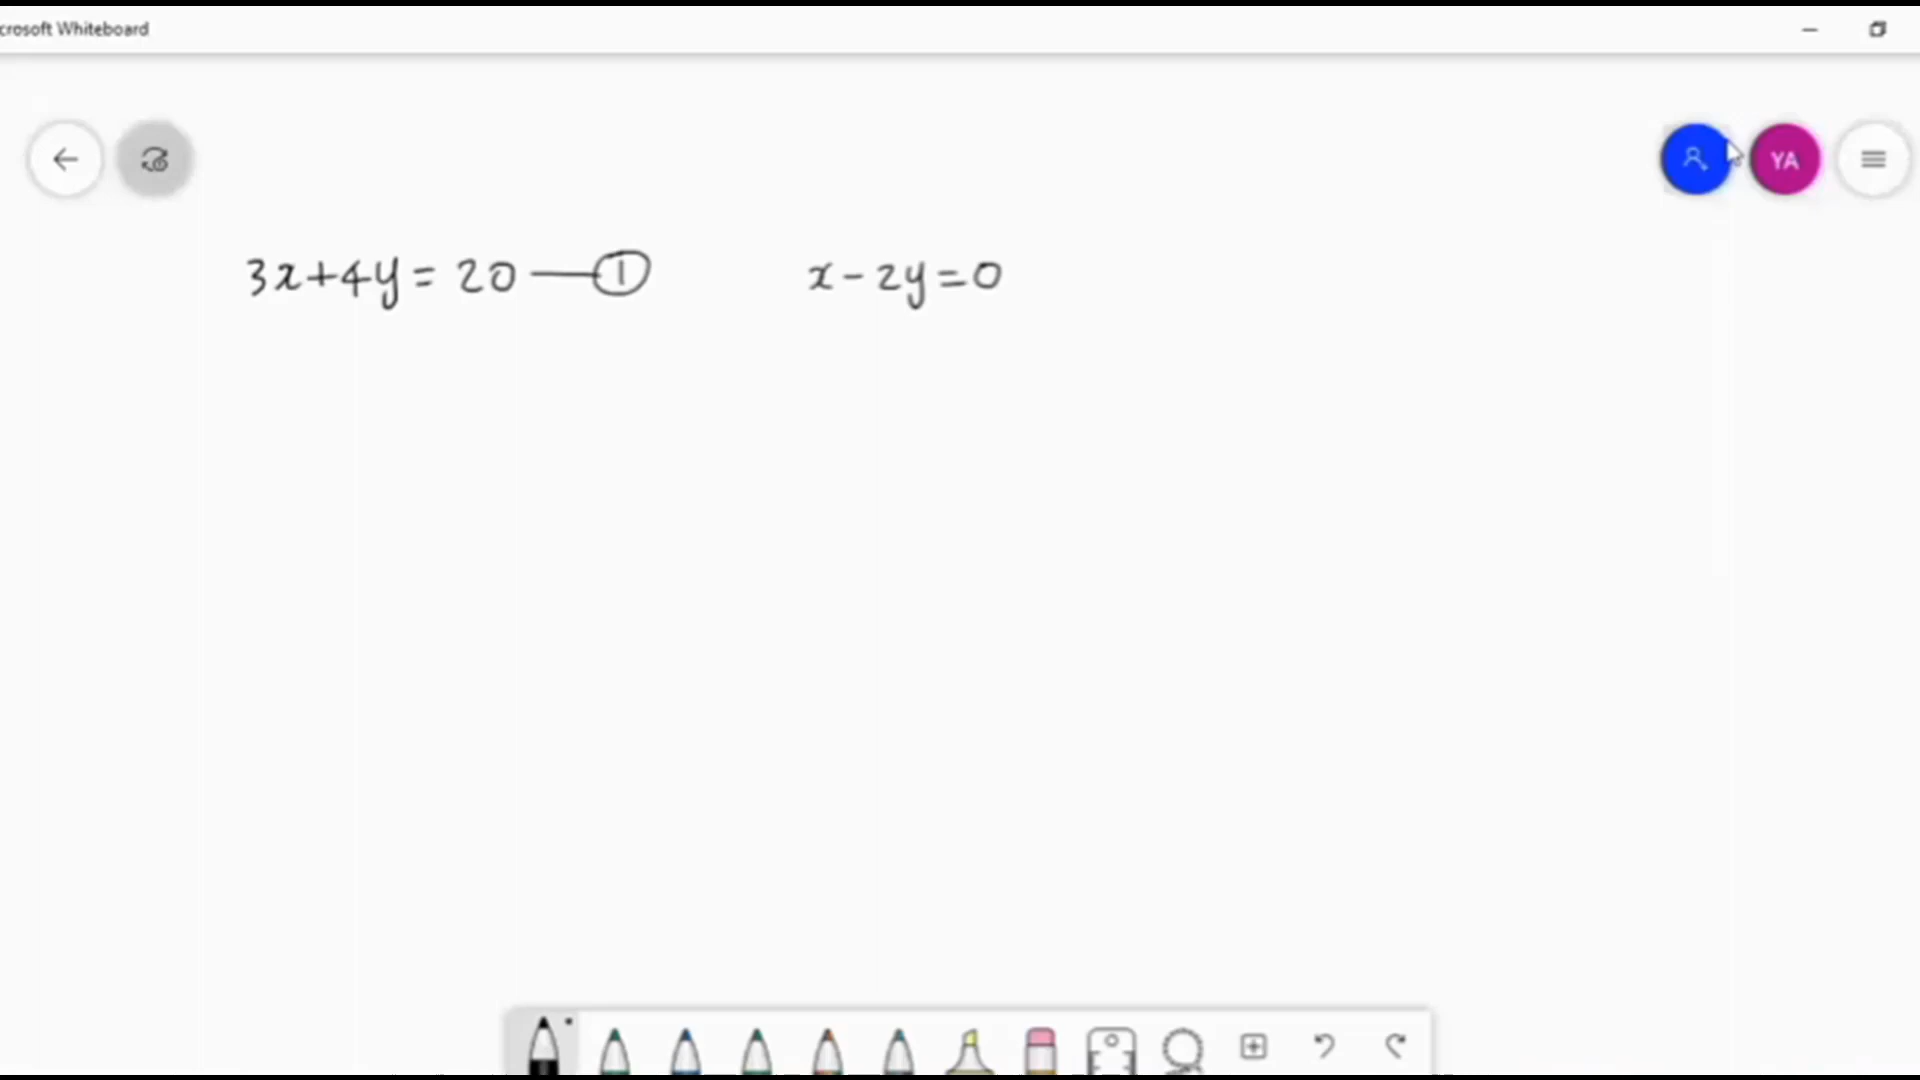 crosoft Whiteboard
YA
3x+4y = 20 —① x - 2y = 0